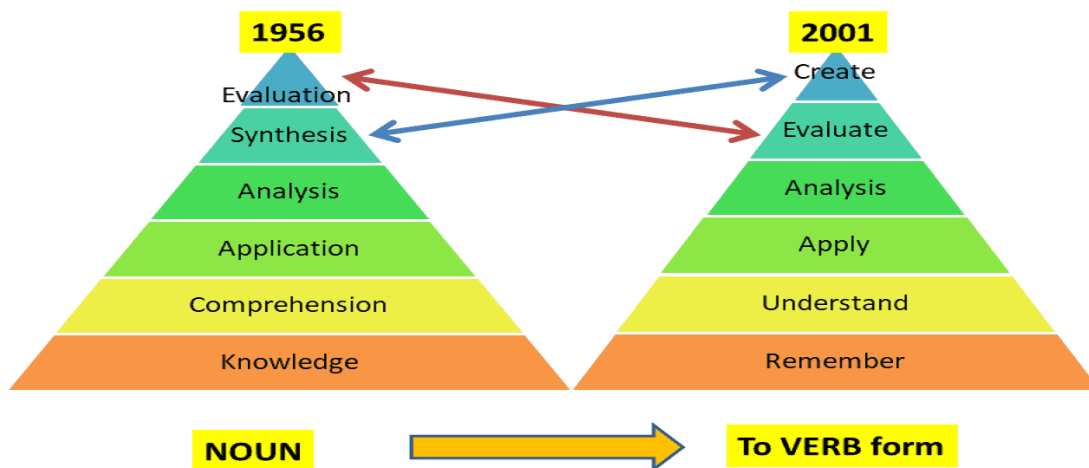 1956
Evaluation
Synthesis
Analysis
Application
Comprehension
Knowledge
NOUN
2001
Create
Evaluate
Analysis
Apply
Understand
Remember
To VERB form